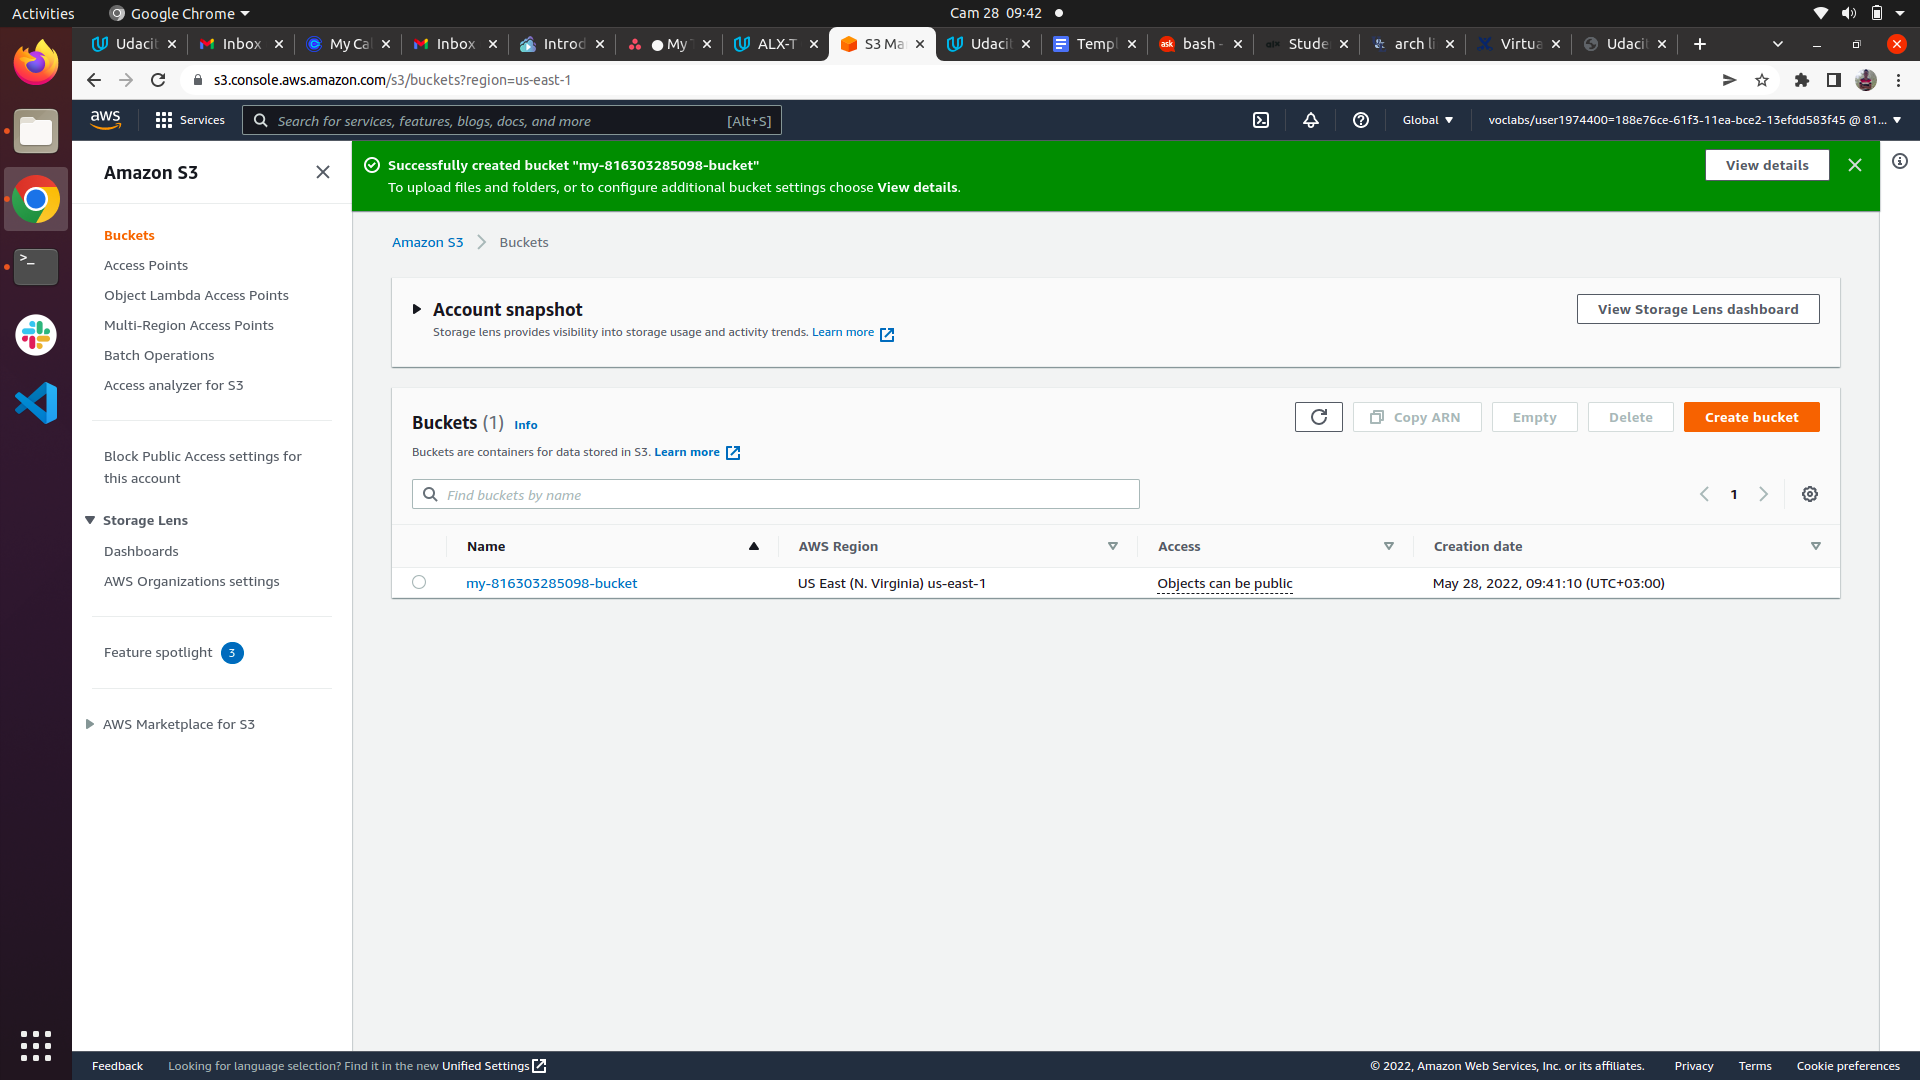 Activities
Google Chrome
Cam 28 09:42
Udacit
Inbox
My Cal
Inbox
Introd
My T
ALX-T
S3 Ma
Udacit
Templ
bash -
Stude
arch li
Virtua
Udacit
s3.console.aws.amazon.com/s3/buckets?region=us-east-1
aws
Services
Search for services, features, blogs, docs, and more
[Alt+S]
Global
voclabs/user1974400=188e76ce-61f3-11ea-bce2-13efdd583f45 @ 81...
Amazon S3
Buckets
Access Points
Object Lambda Access Points
Multi-Region Access Points
Batch Operations
Access analyzer for S3
Block Public Access settings for
this account
Storage Lens
Dashboards
AWS Organizations settings
Feature spotlight 3
AWS Marketplace for S3
Successfully created bucket "my-816303285098-bucket"
To upload files and folders, or to configure additional bucket settings choose View details.
View details
Amazon S3
Buckets
Account snapshot
Storage lens provides visibility into storage usage and activity trends. Learn more
View Storage Lens dashboard
Buckets (1) Info
Buckets are containers for data stored in S3. Learn more
Copy ARN
Empty
Delete
Create bucket
Find buckets by name
1
Name
AWS Region
Access
Creation date
my-816303285098-bucket
US East (N. Virginia) us-east-1
Objects can be public
May 28, 2022, 09:41:10 (UTC+03:00)
Feedback
Looking for language selection? Find it in the new Unified Settings
© 2022, Amazon Web Services, Inc. or its affiliates.
Privacy
Terms
Cookie preferences